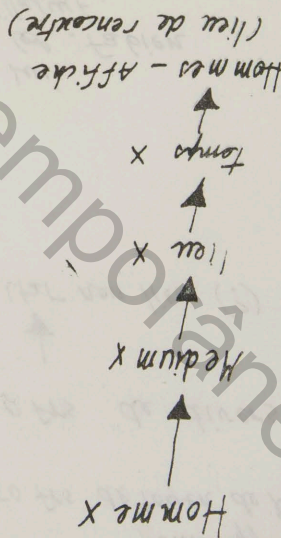 Homme x
Medium x
lieu x
temps x
Hommes - Affiche
(lieu de rencontre)